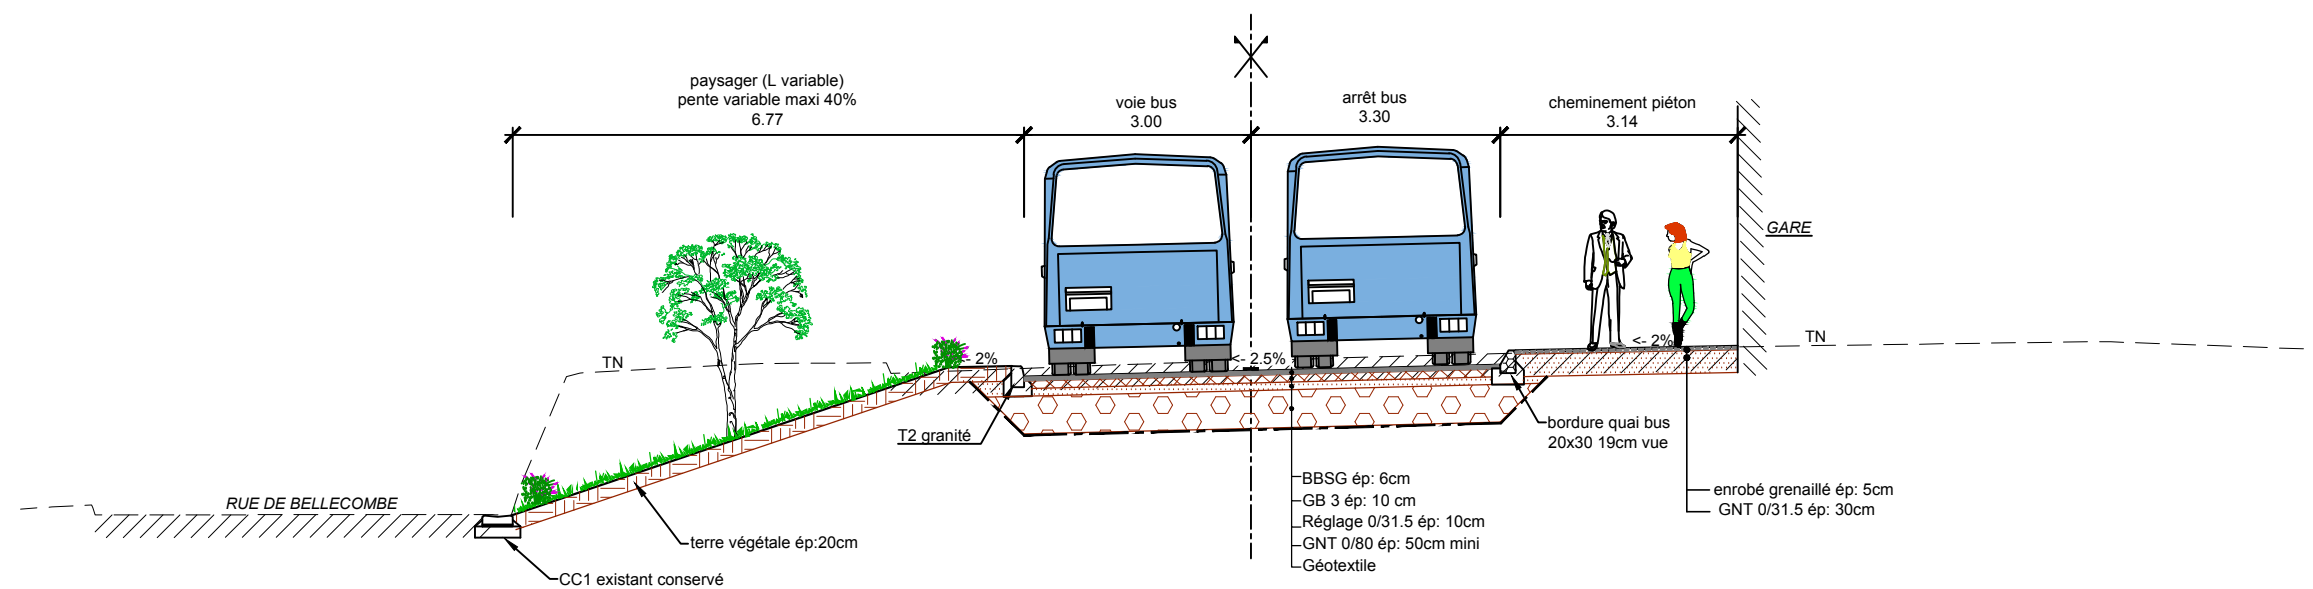 paysager (L variable)
pente variable maxi 40%
6.77
voie bus
3.00
arrêt bus
3.30
cheminement piéton
3.14
GARE
TN
TN
- 2%
<- 2.5%
<- 2%
T2 granité
bordure quai bus
20x30 19cm vue
RUE DE BELLECOMBE
BBSG ép: 6cm
GB 3 ép: 10 cm
Réglage 0/31.5 ép: 10cm
GNT 0/80 ép: 50cm mini
Géotextile
enrobé grenaillé ép: 5cm
GNT 0/31.5 ép: 30cm
terre végétale ép:20cm
CC1 existant conservé